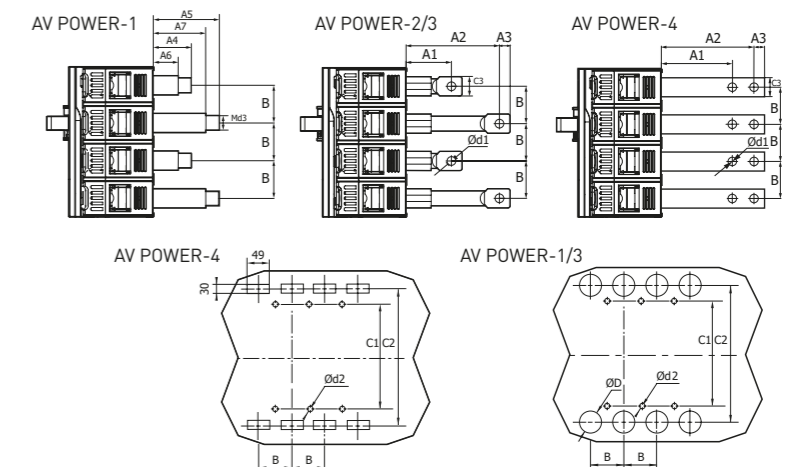 AV POWER-1
A5
A7
A4
A6
B
Md3
B
B
AV POWER-2/3
A2
A3
A1
C3
B
B
Ød1
B
AV POWER-4
A2
A3
A1
C3
B
B
Ød1
B
AV POWER-4
49
30
C1
C2
Ød2
B
B
AV POWER-1/3
C1
C2
ØD
Ød2
B
B